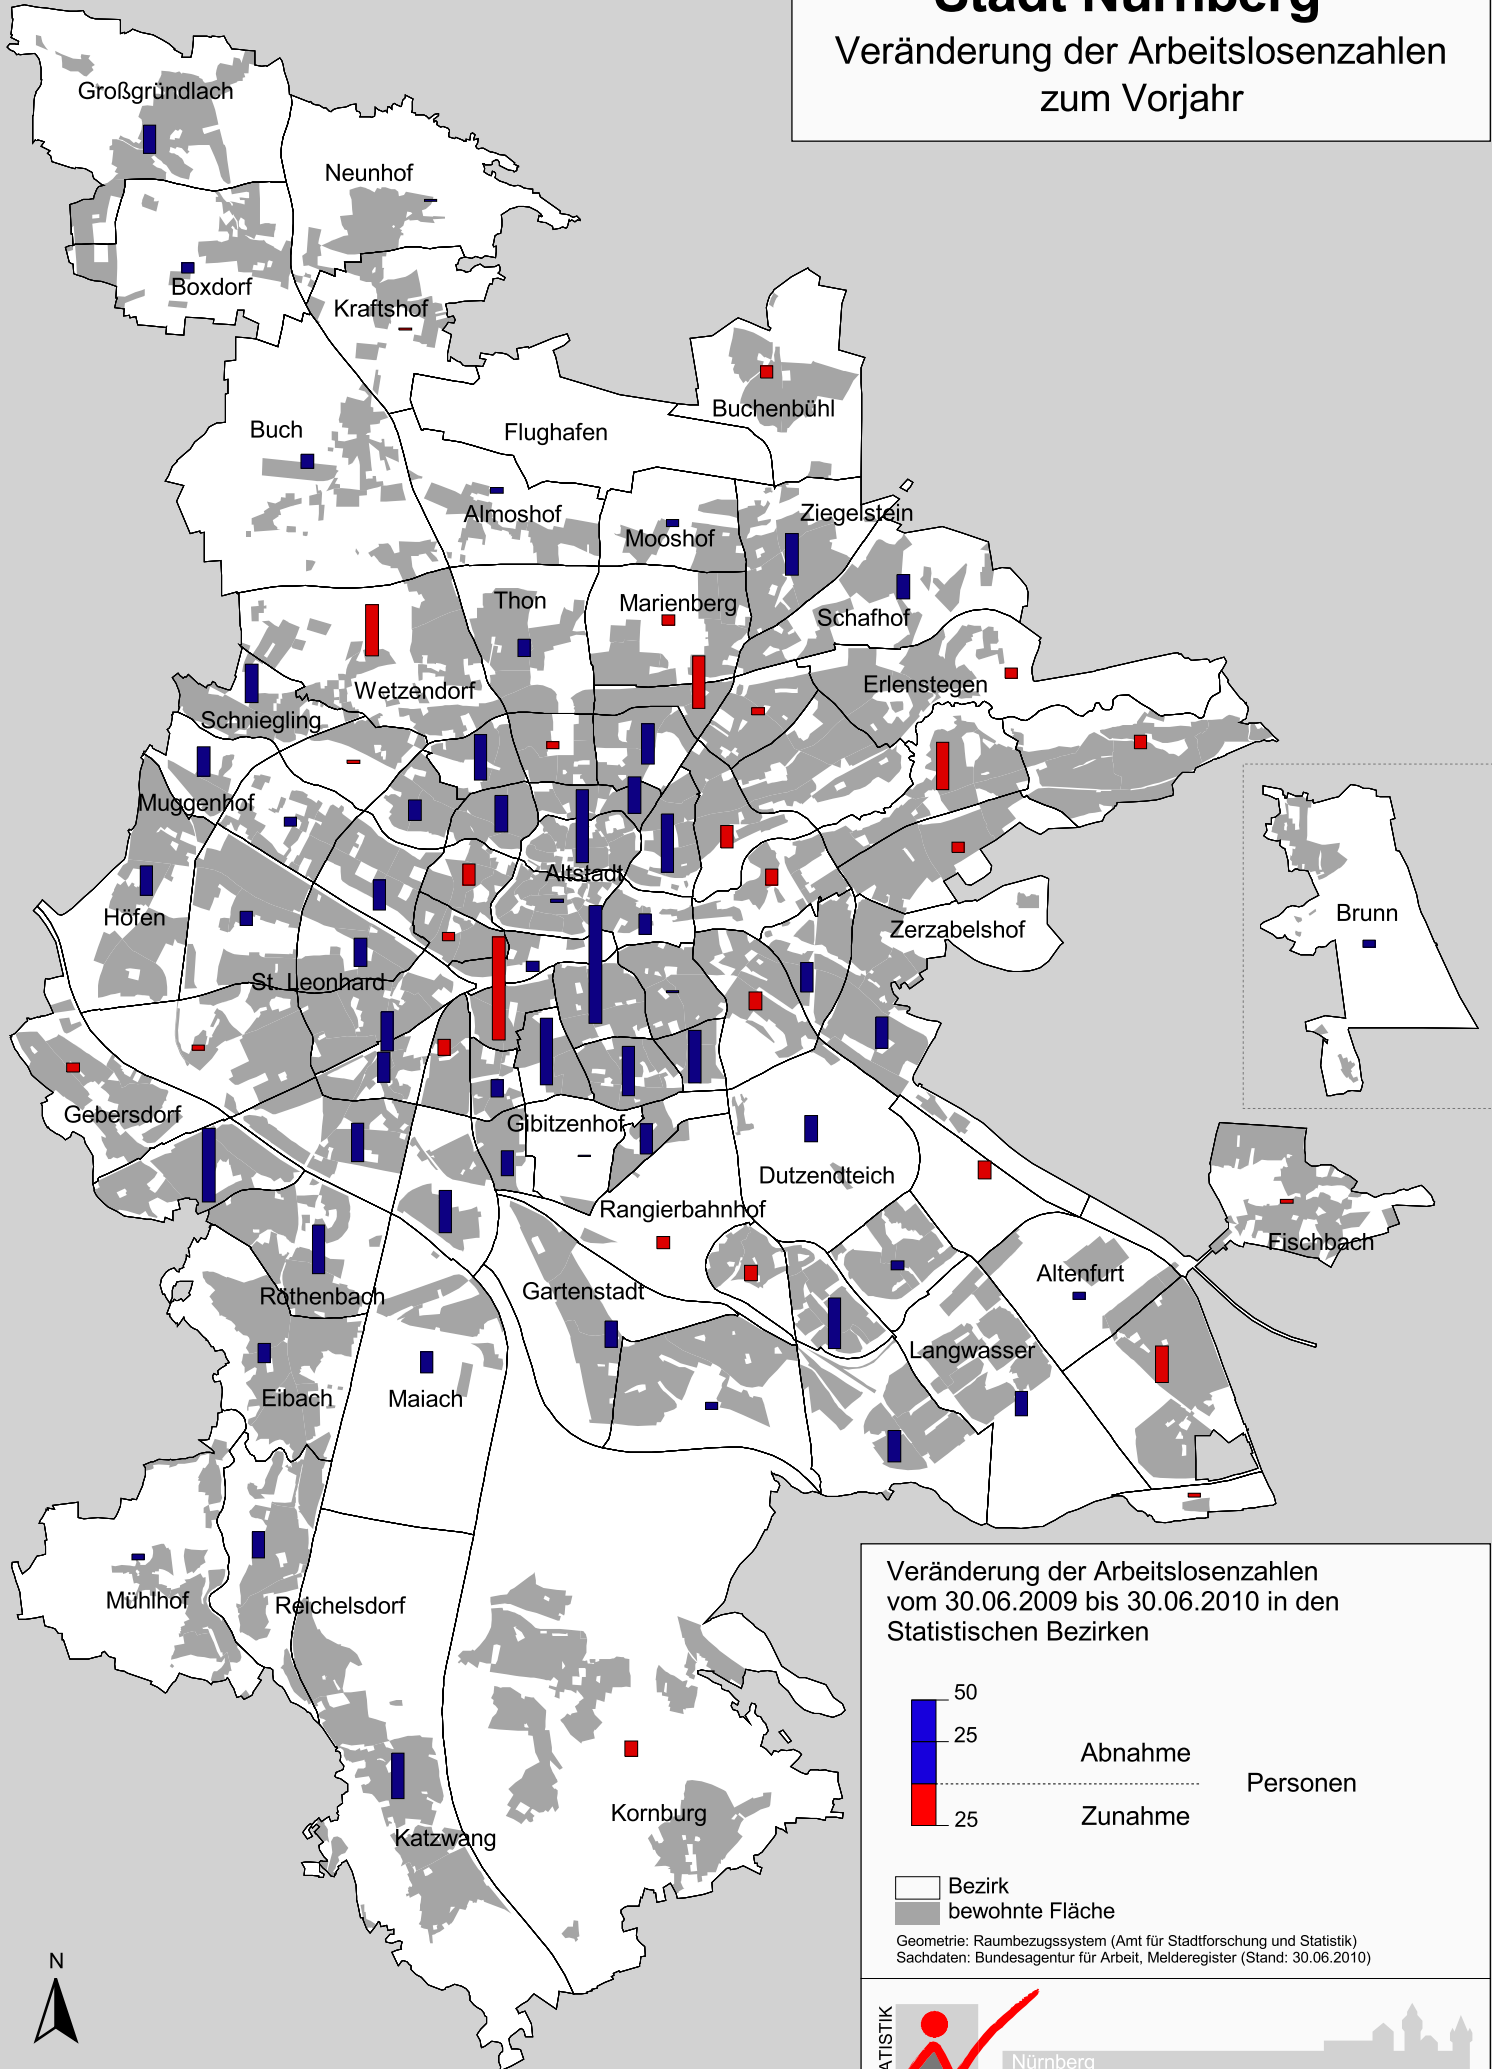 Stadt Nürnberg
Veränderung der Arbeitslosenzahlen
zum Vorjahr
Großgründlach
Neunhof
Boxdorf
Kraftshof
Buchenbühl
Buch
Flughafen
Almoshof
Ziegelstein
Mooshof
Thon
Marienberg
Schafhof
Wetzendorf
Erlenstegen
Schniegling
Muggenhof
Altstadt
Höfen
Zerzabelshof
Brunn
St. Leonhard
Gebersdorf
Gibitzenhof
Dutzendteich
Rangierbahnhof
Fischbach
Altenfurt
Röthenbach
Gartenstadt
Langwasser
Eibach
Maiach
Mühlhof
Reichelsdorf
Kornburg
Katzwang
N
Veränderung der Arbeitslosenzahlen
vom 30.06.2009 bis 30.06.2010 in den
Statistischen Bezirken
50
25
Abnahme
Personen
25
Zunahme
Bezirk
bewohnte Fläche
Geometrie: Raumbezugssystem (Amt für Stadtforschung und Statistik)
Sachdaten: Bundesagentur für Arbeit, Melderegister (Stand: 30.06.2010)
ATISTIK
Nürnberg